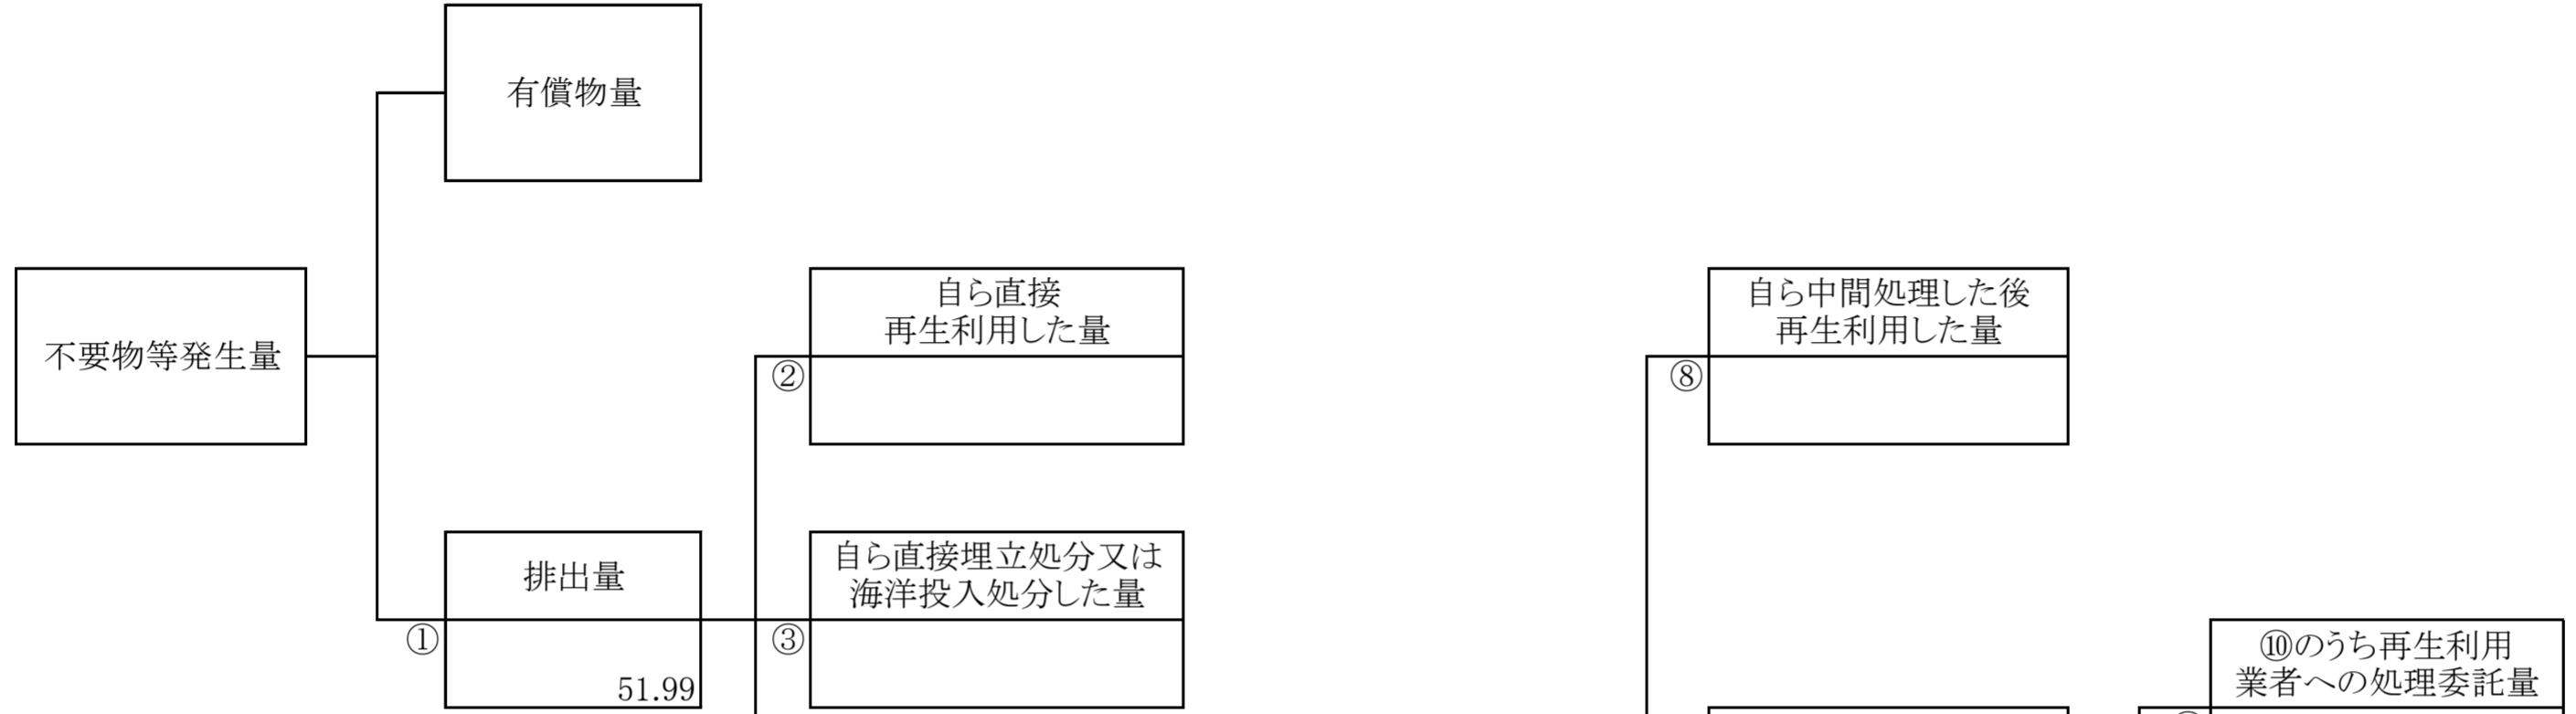 有償物量
不要物等発生量
自ら直接
再生利用した量
②
自ら中間処理した後
再生利用した量
⑧
排出量
①
51.99
自ら直接埋立処分又は
海洋投入処分した量
③
⑩のうち再生利用
業者への処理委託量